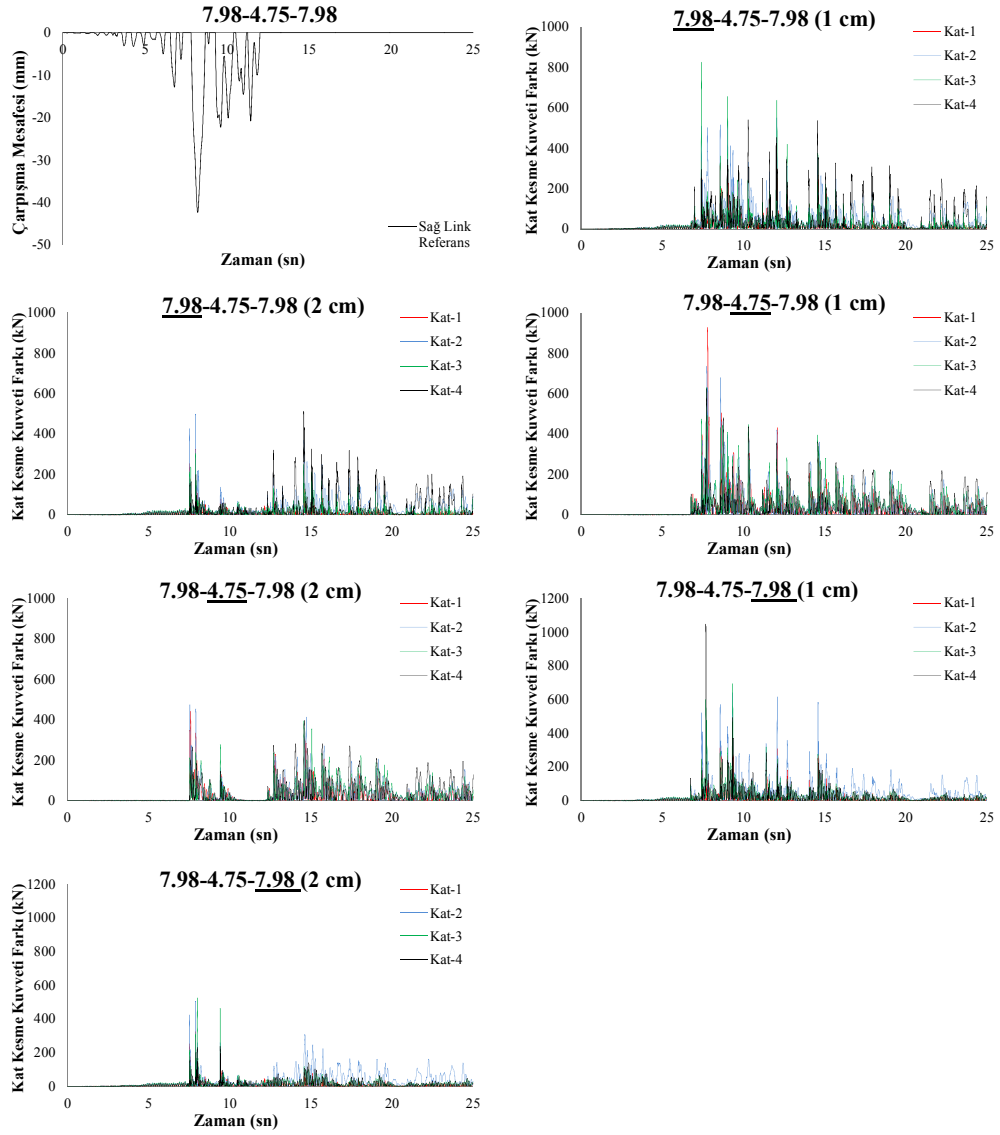 7.98-4.75-7.98
Çarpışma Mesafesi (mm)
0
-10
-20
-30
-40
-50
0 5 10 15 20 25
Sağ Link
Referans
Zaman (sn)
7.98-4.75-7.98 (1 cm)
Kat Kesme Kuvveti Farkı (kN)
1000
800
600
400
200
0
Kat-1
Kat-2
Kat-3
Kat-4
0 5 10 15 20 25
Zaman (sn)
7.98-4.75-7.98 (2 cm)
Kat Kesme Kuvveti Farkı (kN)
1000
800
600
400
200
0
Kat-1
Kat-2
Kat-3
Kat-4
0 5 10 15 20 25
Zaman (sn)
7.98-4.75-7.98 (1 cm)
Kat Kesme Kuvveti Farkı (kN)
1000
800
600
400
200
0
Kat-1
Kat-2
Kat-3
Kat-4
0 5 10 15 20 25
Zaman (sn)
7.98-4.75-7.98 (2 cm)
Kat Kesme Kuvveti Farkı (kN)
1000
800
600
400
200
0
Kat-1
Kat-2
Kat-3
Kat-4
0 5 10 15 20 25
Zaman (sn)
7.98-4.75-7.98 (1 cm)
Kat Kesme Kuvveti Farkı (kN)
1200
1000
800
600
400
200
0
Kat-1
Kat-2
Kat-3
Kat-4
0 5 10 15 20 25
Zaman (sn)
7.98-4.75-7.98 (2 cm)
Kat Kesme Kuvveti Farkı (kN)
1200
1000
800
600
400
200
0
Kat-1
Kat-2
Kat-3
Kat-4
0 5 10 15 20 25
Zaman (sn)